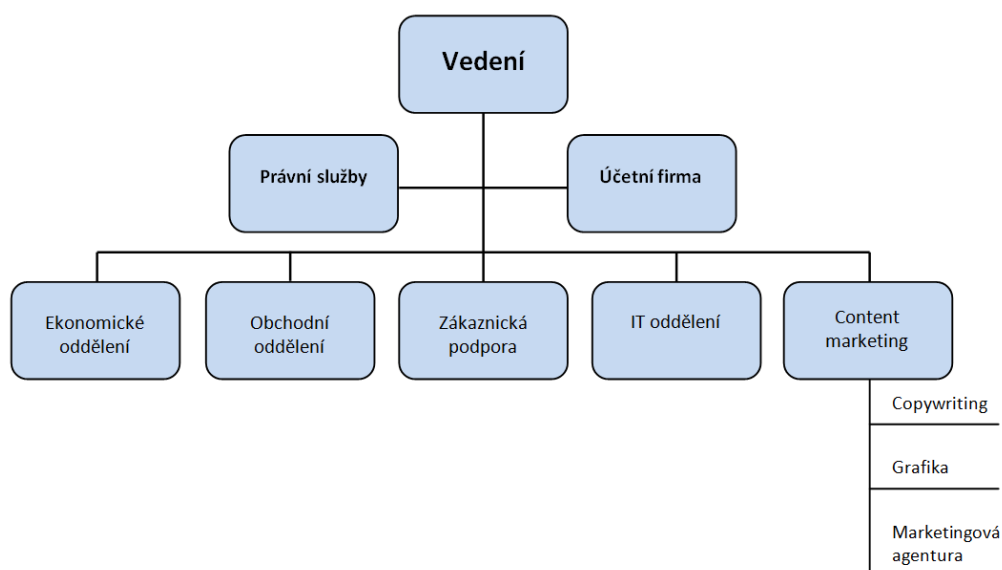 Vedení
Právní služby
Účetní firma
Ekonomické
oddělení
Obchodní
oddělení
Zákaznická
podpora
IT oddělení
Content
marketing
Copywriting
Grafika
Marketingová
agentura